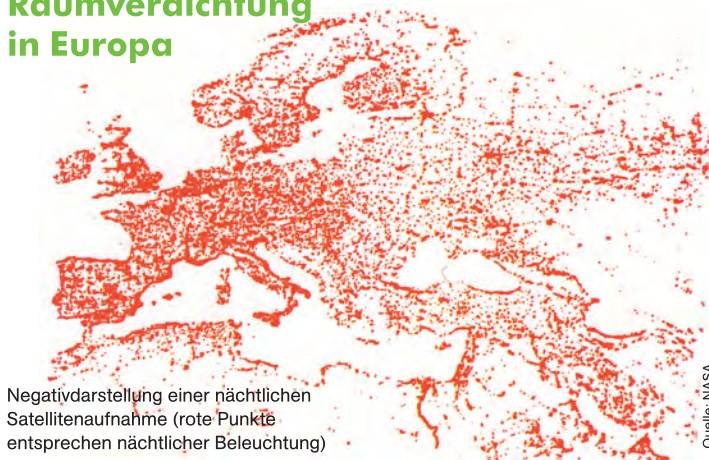 Raumverdichtung
in Europa
Negativdarstellung einer nächtlichen
Satellitenaufnahme (rote Punkte
entsprechen nächtlicher Beleuchtung)
Quelle: NASA